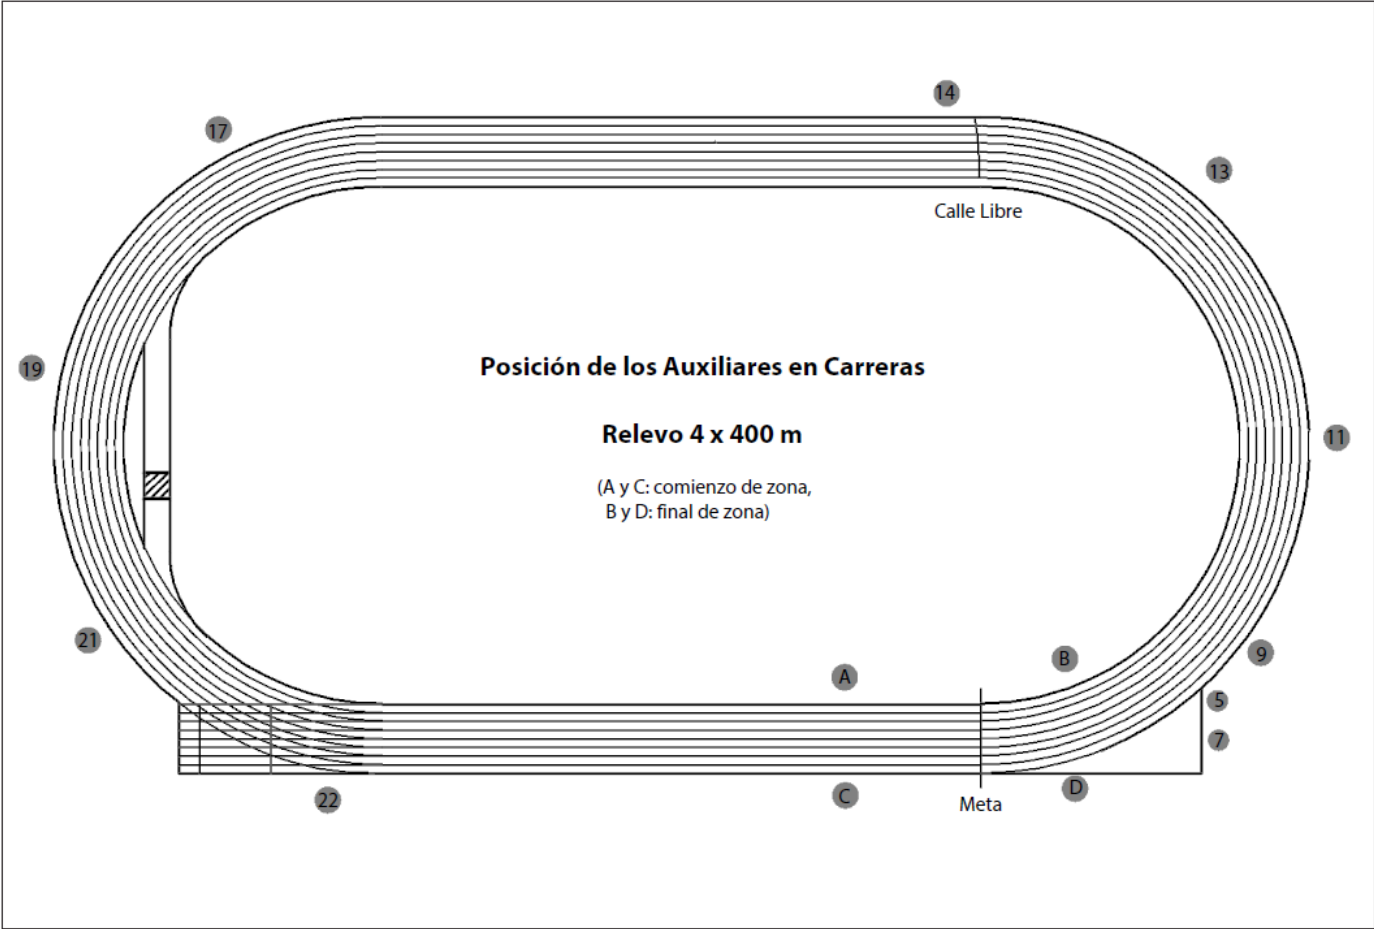 14
17
13
Calle Libre
19
Posición de los Auxiliares en Carreras
Relevo 4 x 400 m
11
(A y C: comienzo de zona,
B y D: final de zona)
21
A
B
9
5
7
22
C
Meta
D